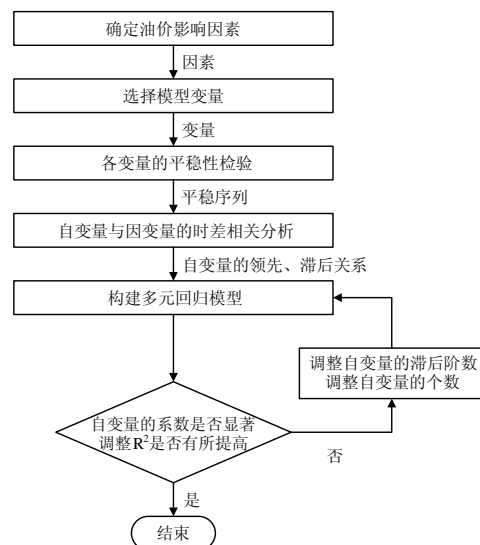 确定油价影响因素
因素
选择模型变量
变量
各变量的平稳性检验
平稳序列
自变量与因变量的时差相关分析
自变量的领先、滞后关系
构建多元回归模型
调整自变量的滞后阶数
调整自变量的个数
自变量的系数是否显著
调整R²是否有所提高
否
是
结束